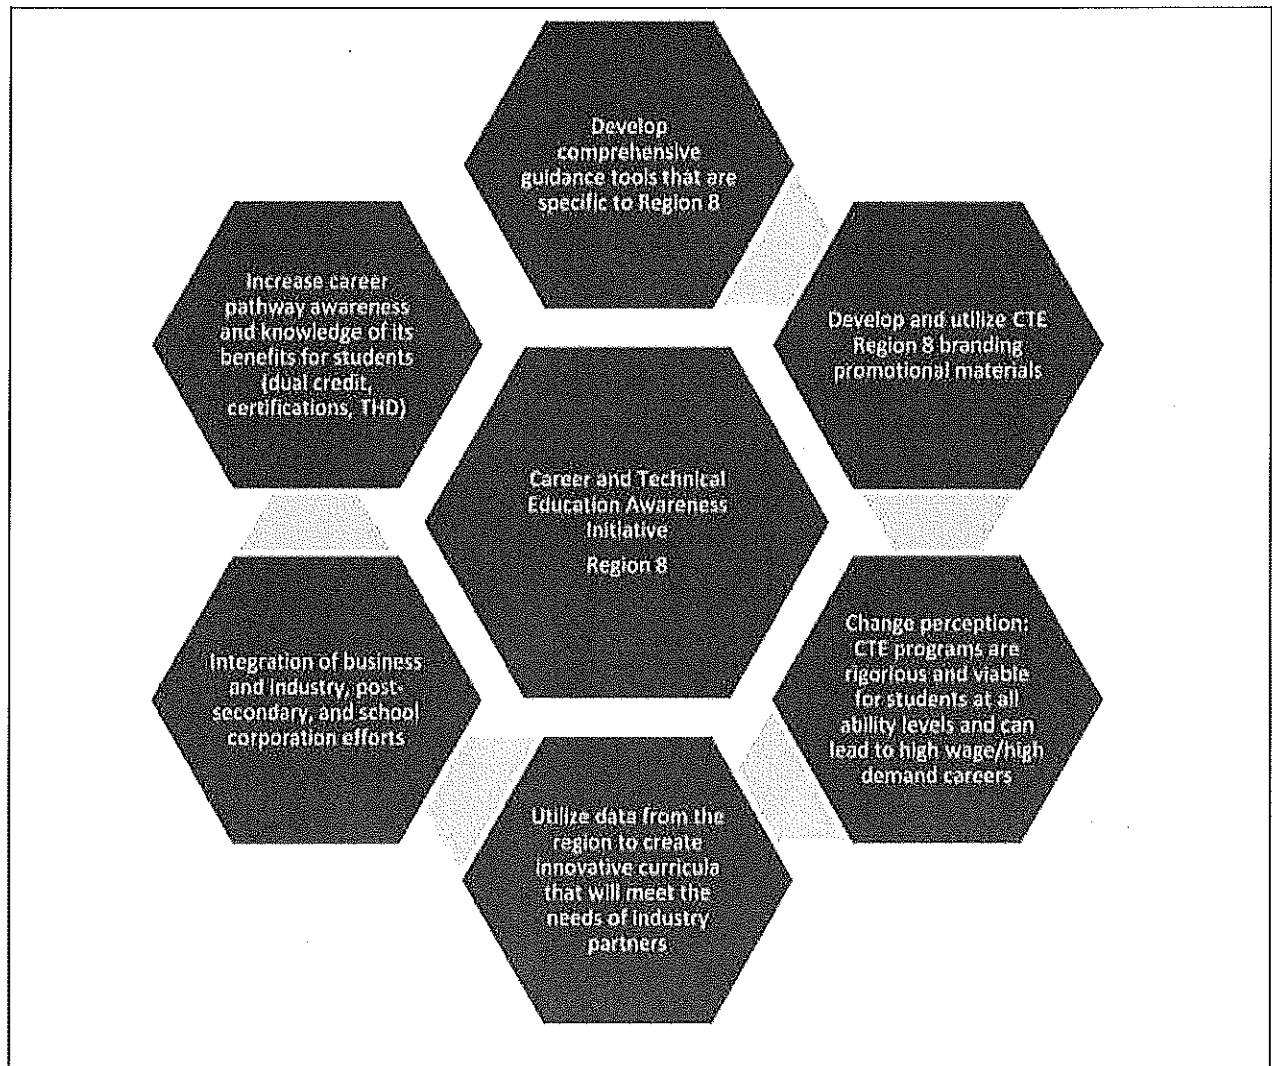 Develop
comprehensive
guidance tools that are
specific to Region 8
Develop and utilize CTE
Region 8 branding
promotional materials
Change perception:
CTE programs are
rigorious and viable
for students at all
ability levels and can
lead to high wage/high
demand careers
Utilize data from the
region to create
innovative curricula
that will meet the
needs of industry
partners
Integration of business
and industry, post-
secondary, and school
corporation efforts
Increase career
pathway awareness
and knowledge of its
benefits for students
(dual credit,
certifications, THD)
Career and Technical
Education Awareness
Initiative
Region 8